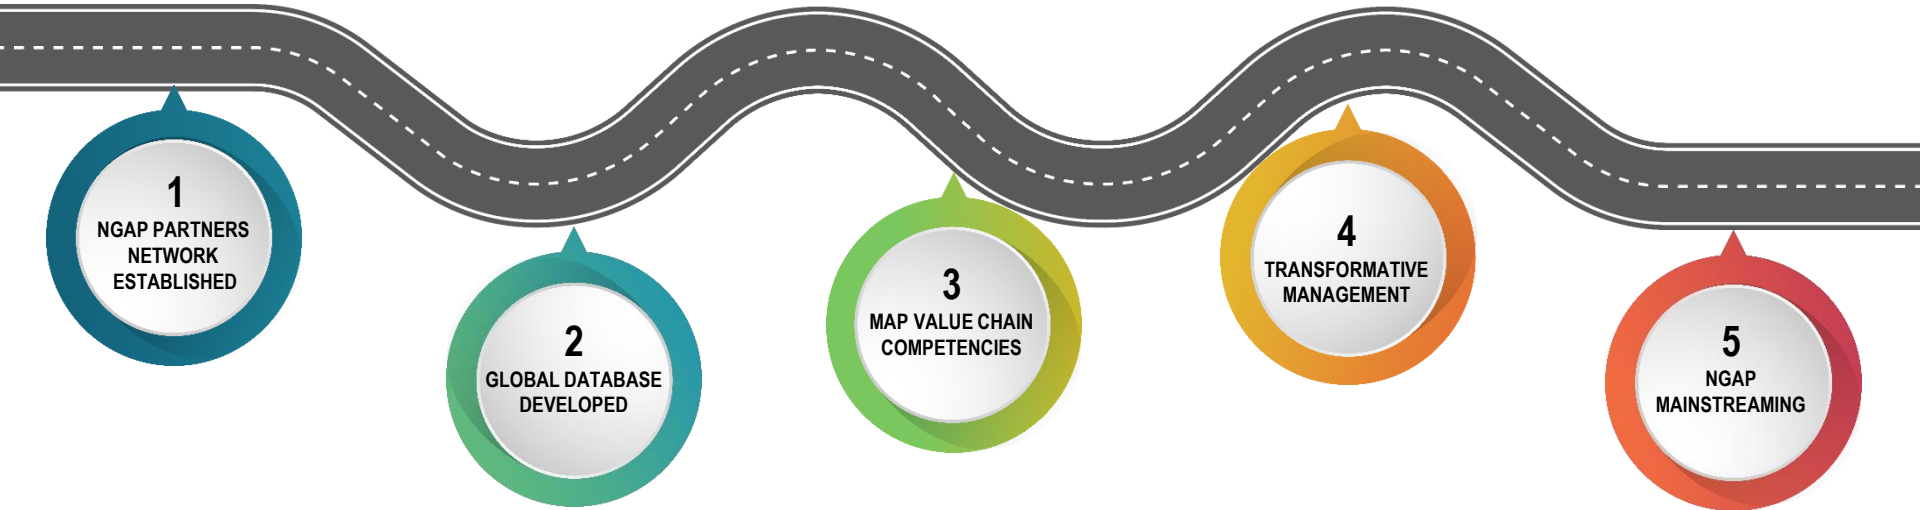 1
NGAP PARTNERS
NETWORK
ESTABLISHED
2
GLOBAL DATABASE
DEVELOPED
3
MAP VALUE CHAIN
COMPETENCIES
4
TRANSFORMATIVE
MANAGEMENT
5
NGAP
MAINSTREAMING